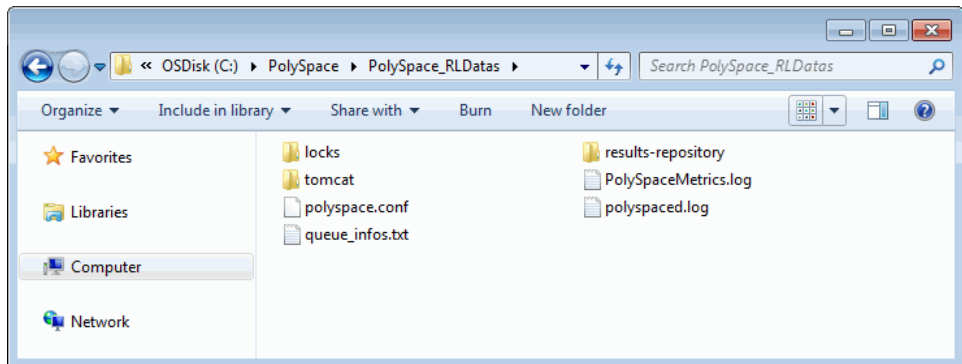 « OSDisk (C:) PolySpace PolySpace_RLDatas Search PolySpace_RLDatas
Organize Include in library Share with Burn New folder
Favorites
Libraries
Computer
Network
locks
tomcat
polyspace.conf
queue_infos.txt
results-repository
PolySpaceMetrics.log
polyspaced.log